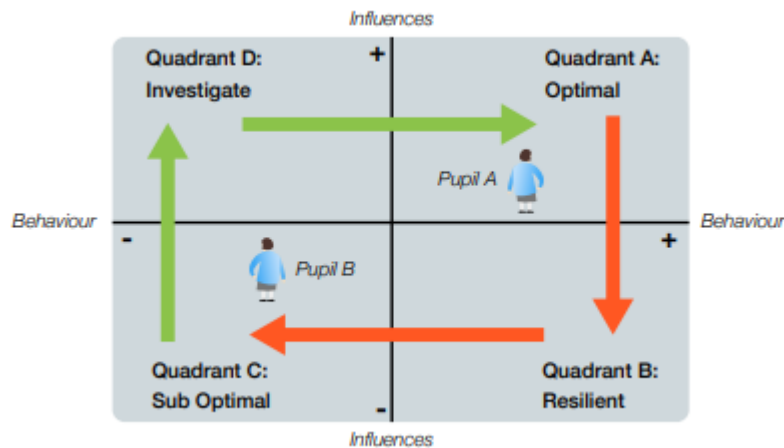 Influences
Quadrant D:
Investigate
+
Quadrant A:
Optimal
Pupil A
Behaviour
-
+
Behaviour
Pupil B
Quadrant C:
Sub Optimal
-
Quadrant B:
Resilient
Influences